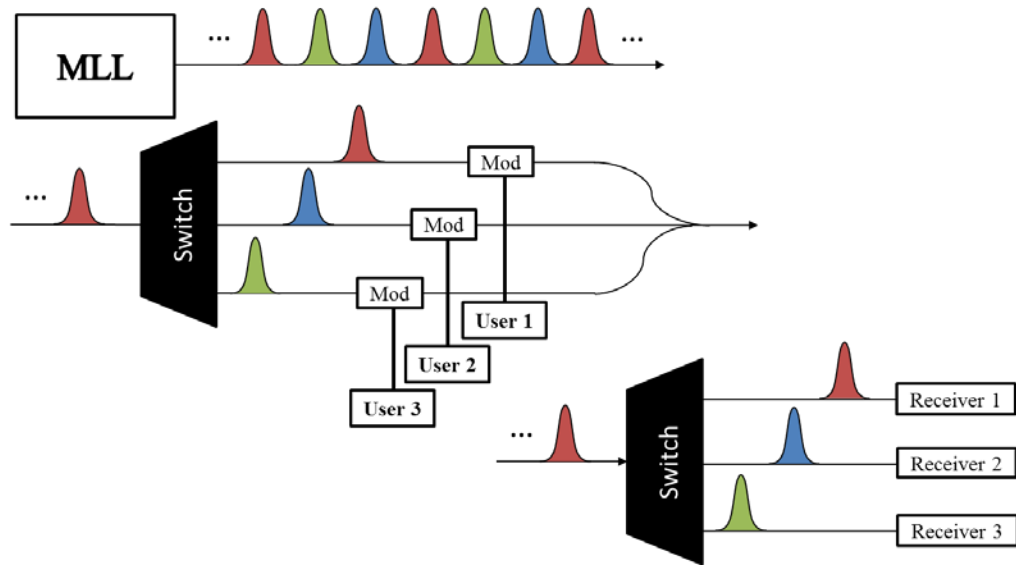 ... ...
MLL
Mod
...
Mod
Switch
Mod
User 1
User 2
User 3
Receiver 1
...
Receiver 2
Switch
Receiver 3